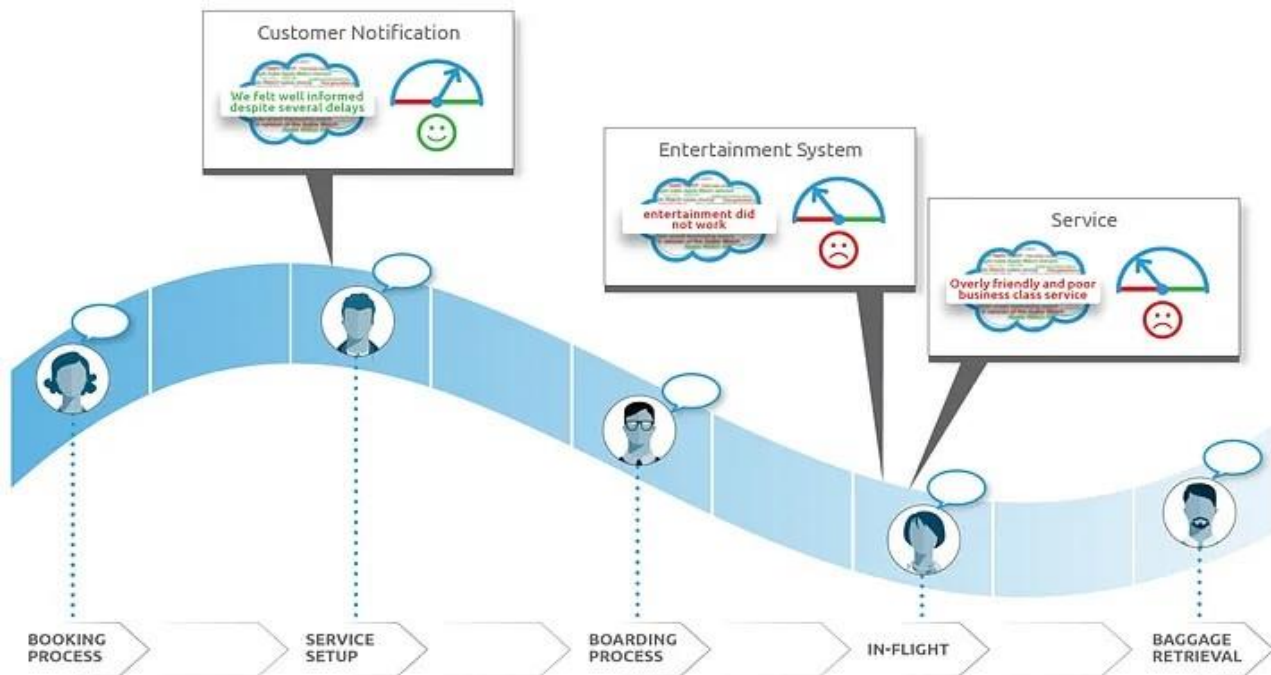 Customer Notification
We felt well informed
despite several delays
Entertainment System
entertainment did
not work
Service
Overly friendly and poor
business class service
BOOKING
PROCESS
SERVICE
SETUP
BOARDING
PROCESS
IN-FLIGHT
BAGGAGE
RETRIEVAL